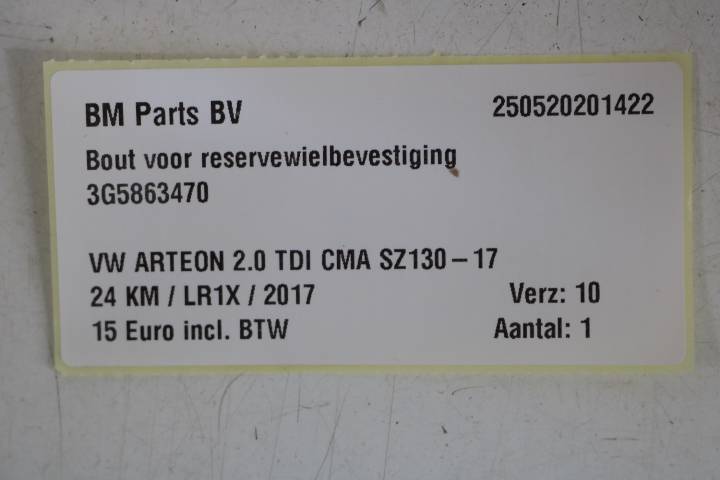 BM Parts BV 250520201422
Bout voor reservewielbevestiging
3G5863470
VW ARTEON 2.0 TDI CMA SZ130 – 17
24 KM / LR1X / 2017 Verz: 10
15 Euro incl. BTW Aantal: 1